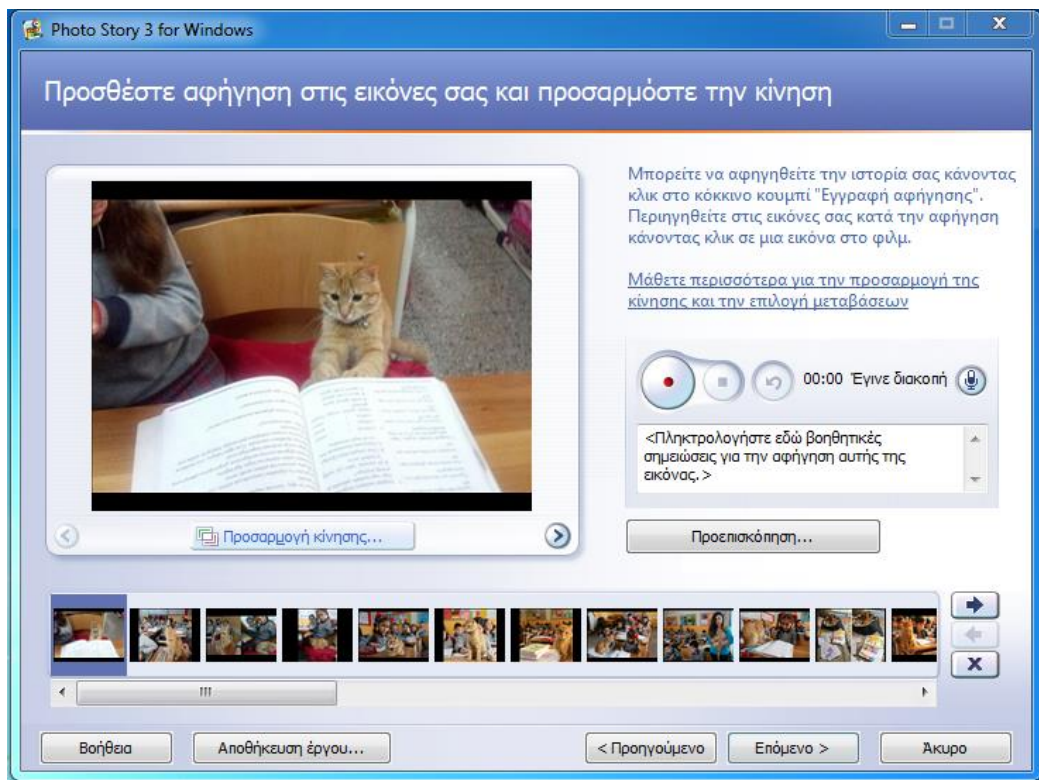 Photo Story 3 for Windows
Προσθέστε αφήγηση στις εικόνες σας και προσαρμόστε την κίνηση
Μπορείτε να αφηγηθείτε την ιστορία σας κάνοντας
κλικ στο κόκκινο κουμπί "Εγγραφή αφήγησης".
Περιηγηθείτε στις εικόνες σας κατά την αφήγηση
κάνοντας κλικ σε μια εικόνα στο φιλμ.
Μάθετε περισσότερα για την προσαρμογή της
κίνησης και την επιλογή μεταβάσεων
00:00 Έγινε διακοπή
<Πληκτρολογήστε εδώ βοηθητικές
σημειώσεις για την αφήγηση αυτής της
εικόνας.>
Προσαρμογή κίνησης...
Προεπισκόπηση...
Βοήθεια
Αποθήκευση έργου...
< Προηγούμενο
Επόμενο >
Άκυρο